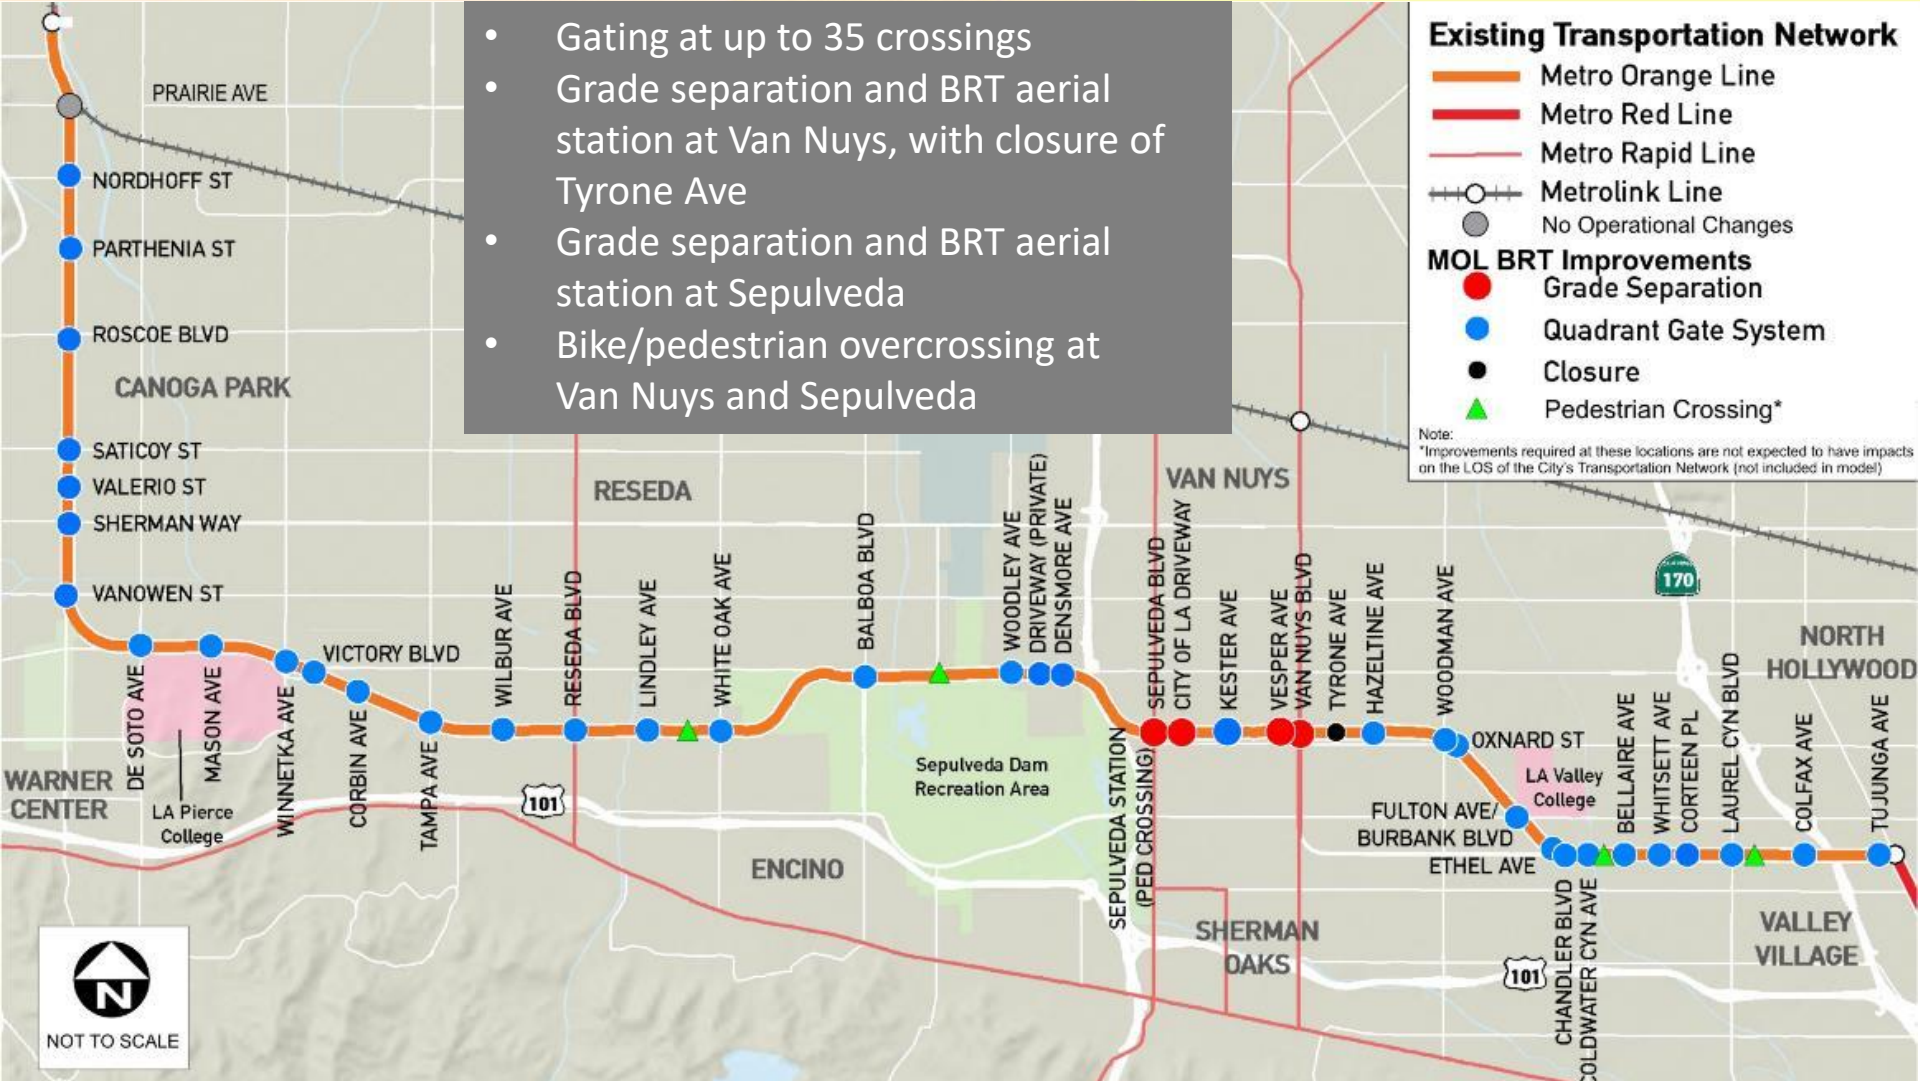 • Gating at up to 35 crossings
• Grade separation and BRT aerial
station at Van Nuys, with closure of
Tyrone Ave
• Grade separation and BRT aerial
station at Sepulveda
• Bike/pedestrian overcrossing at
Van Nuys and Sepulveda
Existing Transportation Network
Metro Orange Line
Metro Red Line
Metro Rapid Line
Metrolink Line
No Operational Changes
MOL BRT Improvements
Grade Separation
Quadrant Gate System
Closure
Pedestrian Crossing*
Note:
*Improvements required at these locations are not expected to have impacts
on the LOS of the City's Transportation Network (not included in model)
PRAIRIE AVE
NORDHOFF ST
PARTHENIA ST
ROSCOE BLVD
CANOGA PARK
SATICOY ST
VALERIO ST
SHERMAN WAY
VANOWEN ST
DE SOTO AVE
MASON AVE
WINNETKA AVE
VICTORY BLVD
CORBIN AVE
TAMPA AVE
WILBUR AVE
RESEDA BLVD
LINDLEY AVE
WHITE OAK AVE
RESEDA
BALBOA BLVD
WOODLEY AVE
DRIVEWAY (PRIVATE)
DENSMORE AVE
SEPULVEDA STATION
(PED CROSSING)
SEPULVEDA BLVD
CITY OF LA DRIVEWAY
KESTER AVE
VESPER AVE
VAN NUYS BLVD
TYRONE AVE
HAZELTINE AVE
WOODMAN AVE
VAN NUYS
OXNARD ST
LA Valley
College
FULTON AVE/
BURBANK BLVD
ETHEL AVE
CHANDLER BLVD
COLDWATER CYN AVE
BELLAIRE AVE
WHITSETT AVE
CORTEEN PL
LAUREL CYN BLVD
COLFAX AVE
TUJUNGA AVE
170
NORTH
HOLLYWOOD
WARNER
CENTER
LA Pierce
College
101
ENCINO
Sepulveda Dam
Recreation Area
SHERMAN
OAKS
101
VALLEY
VILLAGE
N
NOT TO SCALE